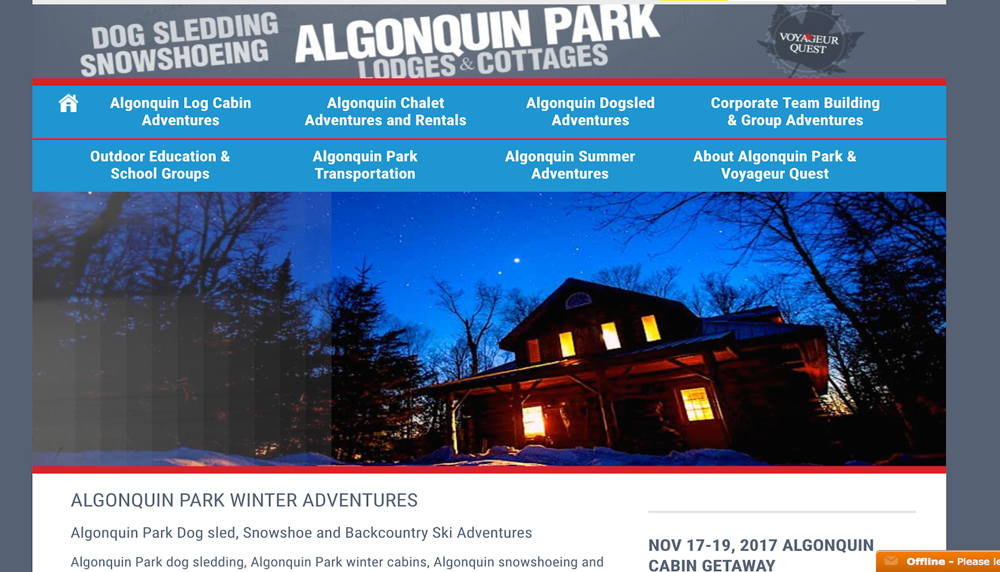 DOG SLEDDING
SNOWSHOEING
ALGONQUIN PARK
LODGES & COTTAGES
VOYAGEUR
QUEST
Algonquin Log Cabin
Adventures
Algonquin Chalet
Adventures and Rentals
Algonquin Dogsled
Adventures
Corporate Team Building
& Group Adventures
Outdoor Education &
School Groups
Algonquin Park
Transportation
Algonquin Summer
Adventures
About Algonquin Park &
Voyageur Quest
ALGONQUIN PARK WINTER ADVENTURES
Algonquin Park Dog sled, Snowshoe and Backcountry Ski Adventures
Algonquin Park dog sledding, Algonquin Park winter cabins, Algonquin snowshoeing and
NOV 17-19, 2017 ALGONQUIN
CABIN GETAWAY
Offline - Please le